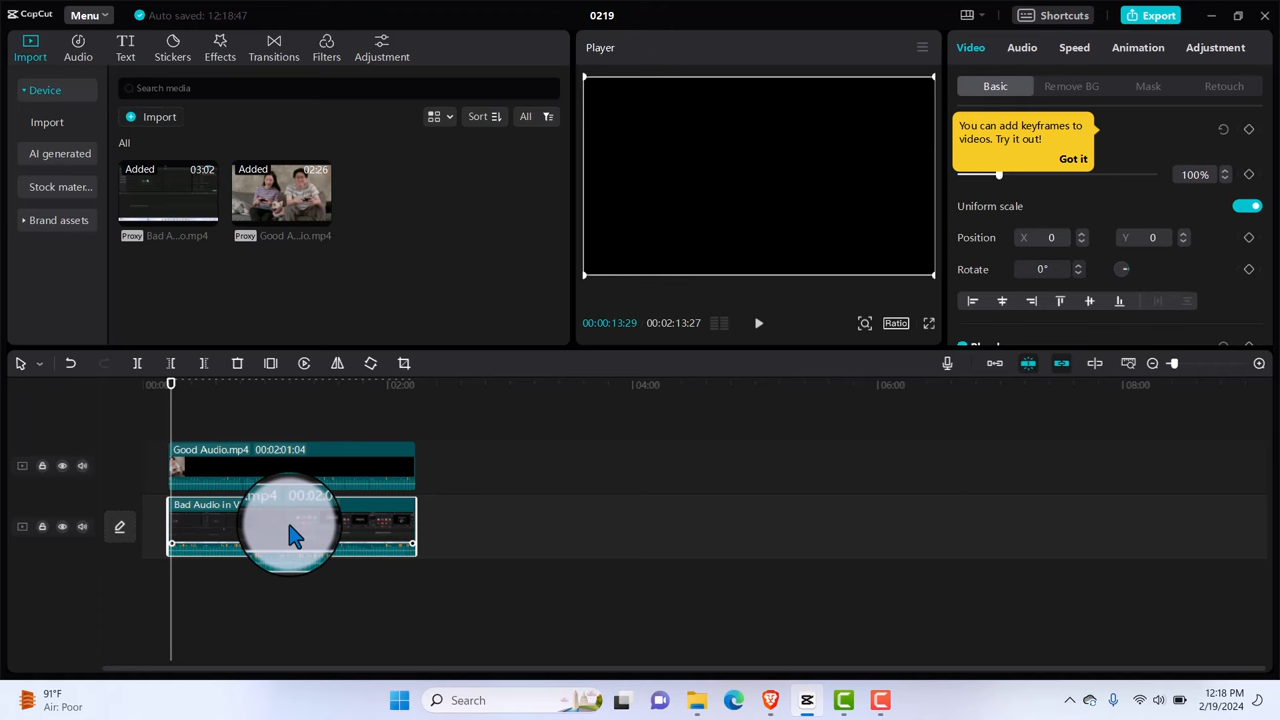 CapCut
Menu
Auto saved: 12:18:47
0219
Shortcuts
Export
Import
Audio
Text
Stickers
Effects
Transitions
Filters
Adjustment
Device
Import
AI generated
Stock mater...
Brand assets
Search media
Import
Sort
All
All
Added
03:02
Added
02:26
Proxy
Bad A...o.mp4
Proxy
Good A...io.mp4
Player
00:00:13:29
00:02:13:27
Ratio
Video
Audio
Speed
Animation
Adjustment
Basic
Remove BG
Mask
Retouch
You can add keyframes to
videos. Try it out!
Got it
100%
Uniform scale
Position
X
0
Y
0
Rotate
0°
00:00
02:00
04:00
06:00
08:00
Good Audio.mp4 00:02:01:04
Bad Audio in V
.mp4 00:02:0
91°F
Air: Poor
Search
12:18 PM
2/19/2024